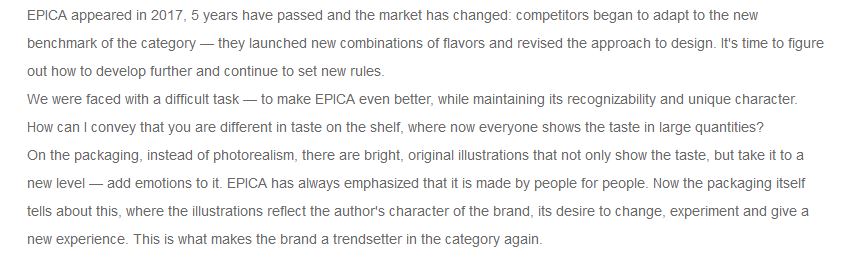 EPICA appeared in 2017, 5 years have passed and the market has changed: competitors began to adapt to the new
benchmark of the category — they launched new combinations of flavors and revised the approach to design. It's time to figure
out how to develop further and continue to set new rules.
We were faced with a difficult task — to make EPICA even better, while maintaining its recognizability and unique character.
How can I convey that you are different in taste on the shelf, where now everyone shows the taste in large quantities?
On the packaging, instead of photorealism, there are bright, original illustrations that not only show the taste, but take it to a
new level — add emotions to it. EPICA has always emphasized that it is made by people for people. Now the packaging itself
tells about this, where the illustrations reflect the author's character of the brand, its desire to change, experiment and give a
new experience. This is what makes the brand a trendsetter in the category again.